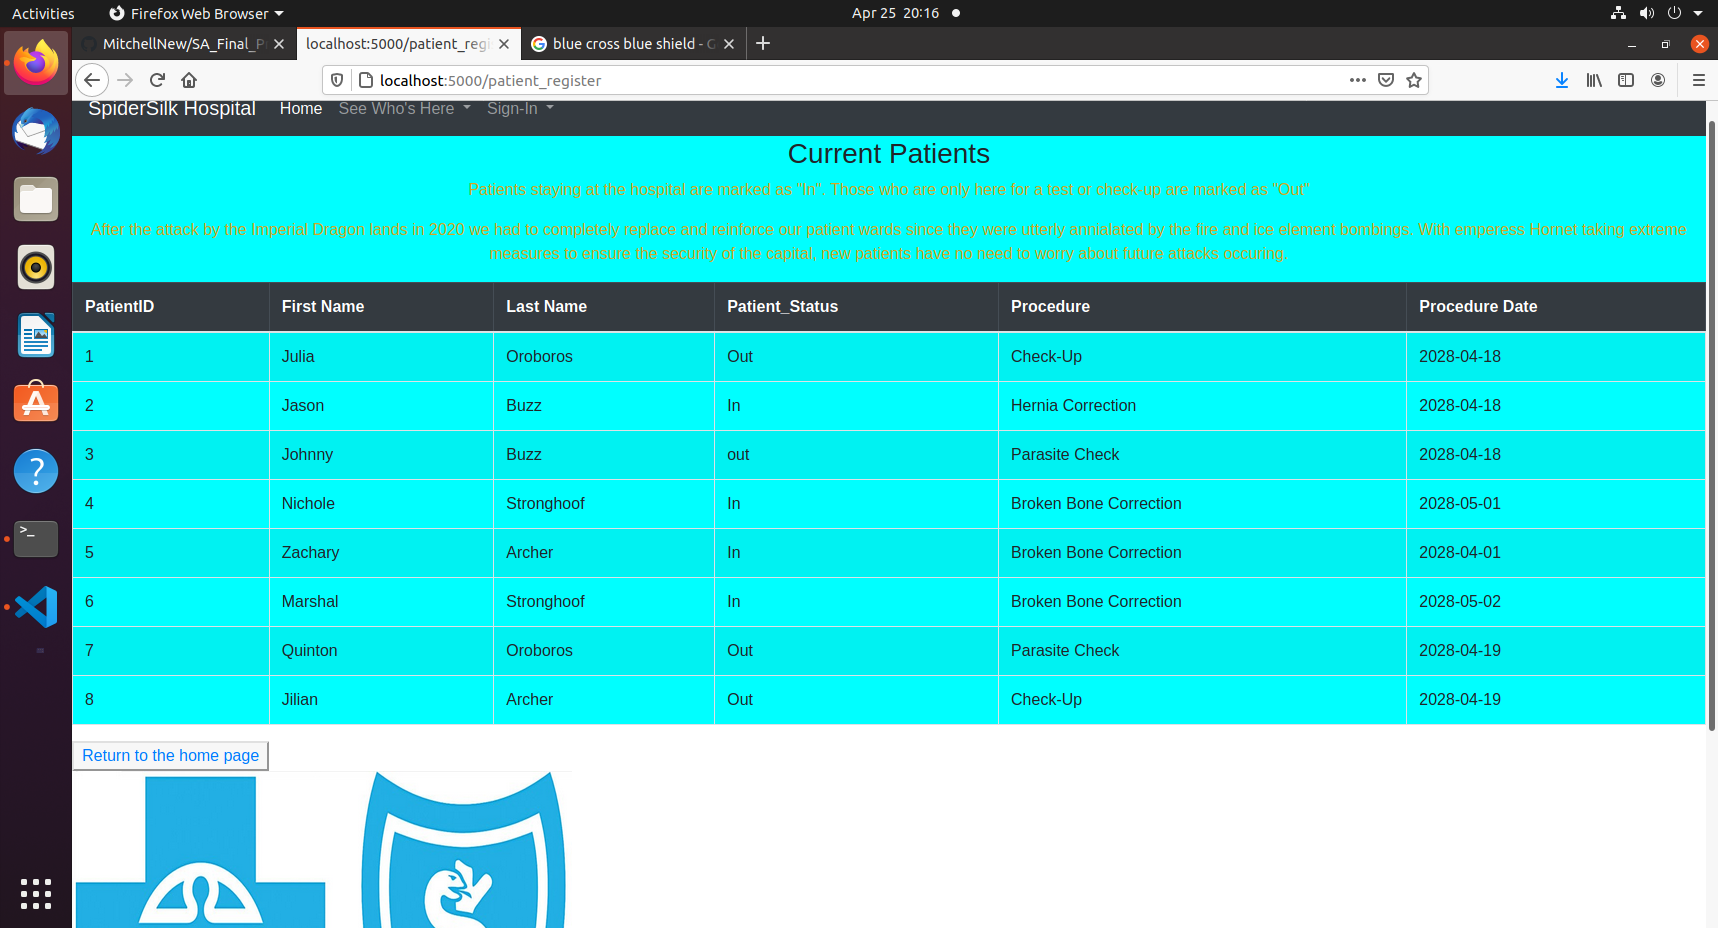 Activities Firefox Web Browser Apr 25 20:16
MitchellNew/SA_Final_P localhost:5000/patient_regi blue cross blue shield - G
localhost:5000/patient_register
SpiderSilk Hospital Home See Who's Here Sign-In
Current Patients
Patients staying at the hospital are marked as "In". Those who are only here for a test or check-up are marked as "Out"
After the attack by the Imperial Dragon lands in 2020 we had to completely replace and reinforce our patient wards since they were utterly annialated by the fire and ice element bombings. With emperess Hornet taking extreme
measures to ensure the security of the capital, new patients have no need to worry about future attacks occuring.
PatientID First Name Last Name Patient_Status Procedure Procedure Date
1 Julia Oroboros Out Check-Up 2028-04-18
2 Jason Buzz In Hernia Correction 2028-04-18
3 Johnny Buzz out Parasite Check 2028-04-18
4 Nichole Stronghoof In Broken Bone Correction 2028-05-01
5 Zachary Archer In Broken Bone Correction 2028-04-01
6 Marshal Stronghoof In Broken Bone Correction 2028-05-02
7 Quinton Oroboros Out Parasite Check 2028-04-19
8 Jilian Archer Out Check-Up 2028-04-19
Return to the home page